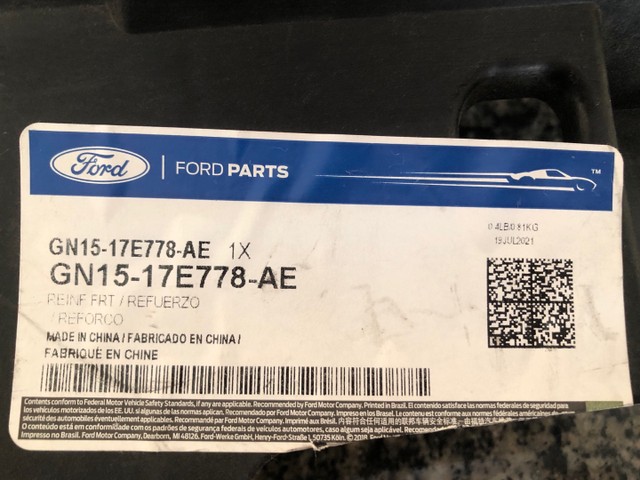 Ford | FORD PARTS
TM
0.4LB/0.81KG
19JUL2021
GN15-17E778-AE 1X
GN15-17E778-AE
REINF FRT / REFUERZO
/ REFORCO
MADE IN CHINA / FABRICADO EN CHINA /
FABRIQUÉ EN CHINE
Contents conform to Federal Motor Vehicle Safety Standards, if any are applicable. Recommended by Ford Motor Company. Printed in Brazil. El contenido es satisface las normas federales de seguridad para
los vehículos motorizados de los EE. UU. si algunas de las normas aplican. Recomendado por Ford Motor Company. Impreso en los Brasil. Le contenu est conforme aux normes fédérales américaines de
sécurité des automobiles éventuellement applicables. Recommandé par Ford Motor Company. Imprimé au Brésil.
O conteúdo está em conformidade com os padrões de segurança federais de veículos automotores, caso algum seja aplicável. Recomendado
Impresso no Brasil. Ford Motor Company, Dearborn, MI 48126. Ford-Werke GmbH, Henry-Ford-Straße 1, 50735 Köln. © 2018